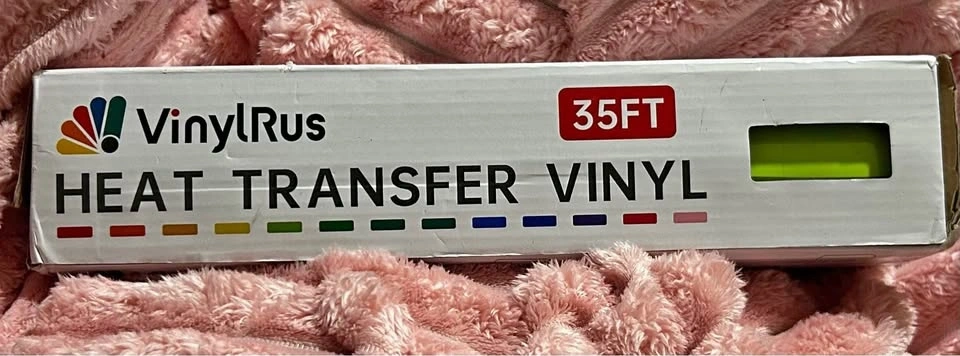 VinylRus
35FT
HEAT TRANSFER VINYL